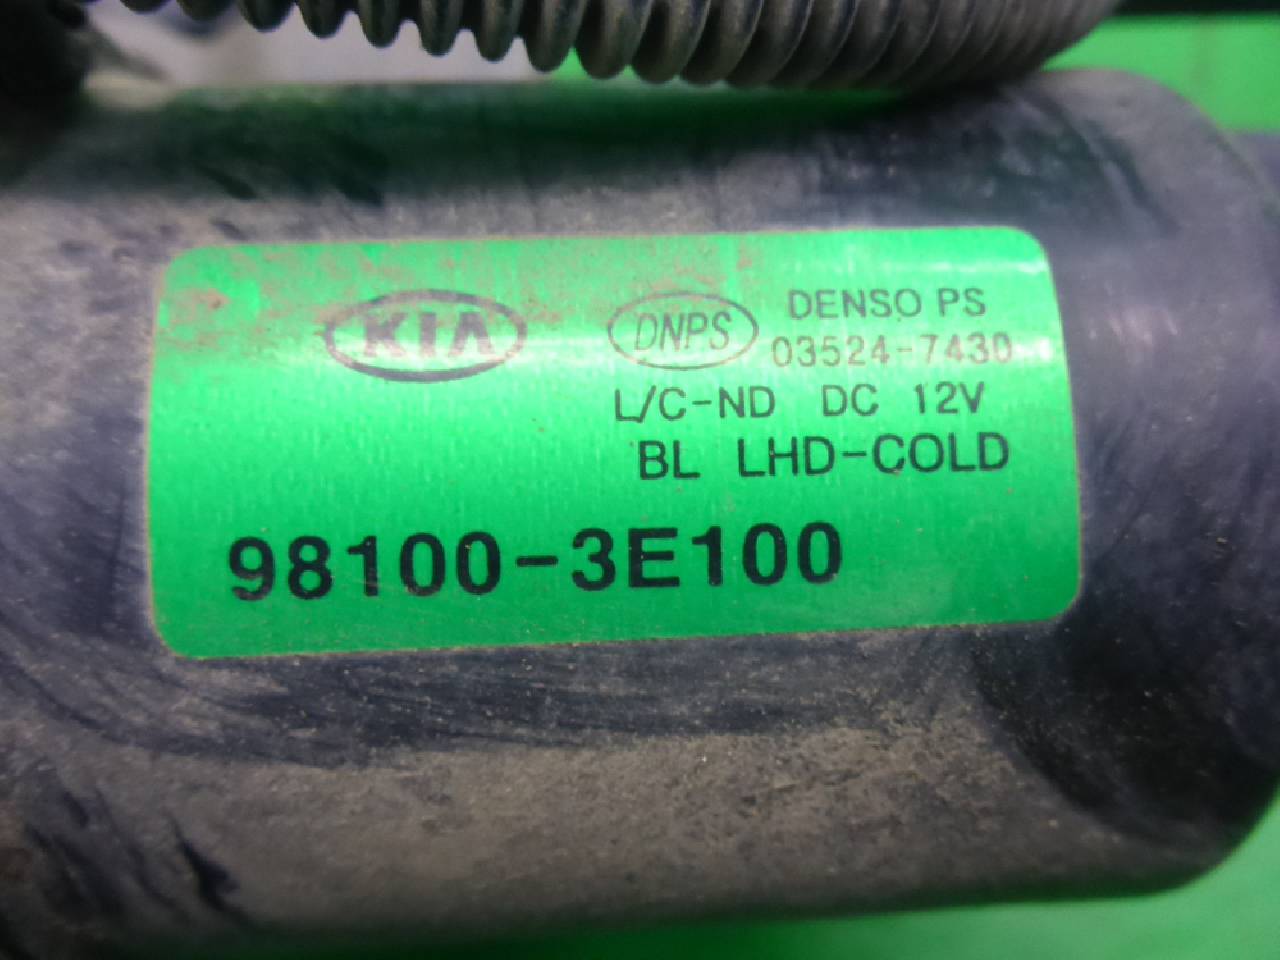 KIA
DNPS
DENSO PS
03524-7430
L/C-ND DC 12V
BL LHD-COLD
98100-3E100